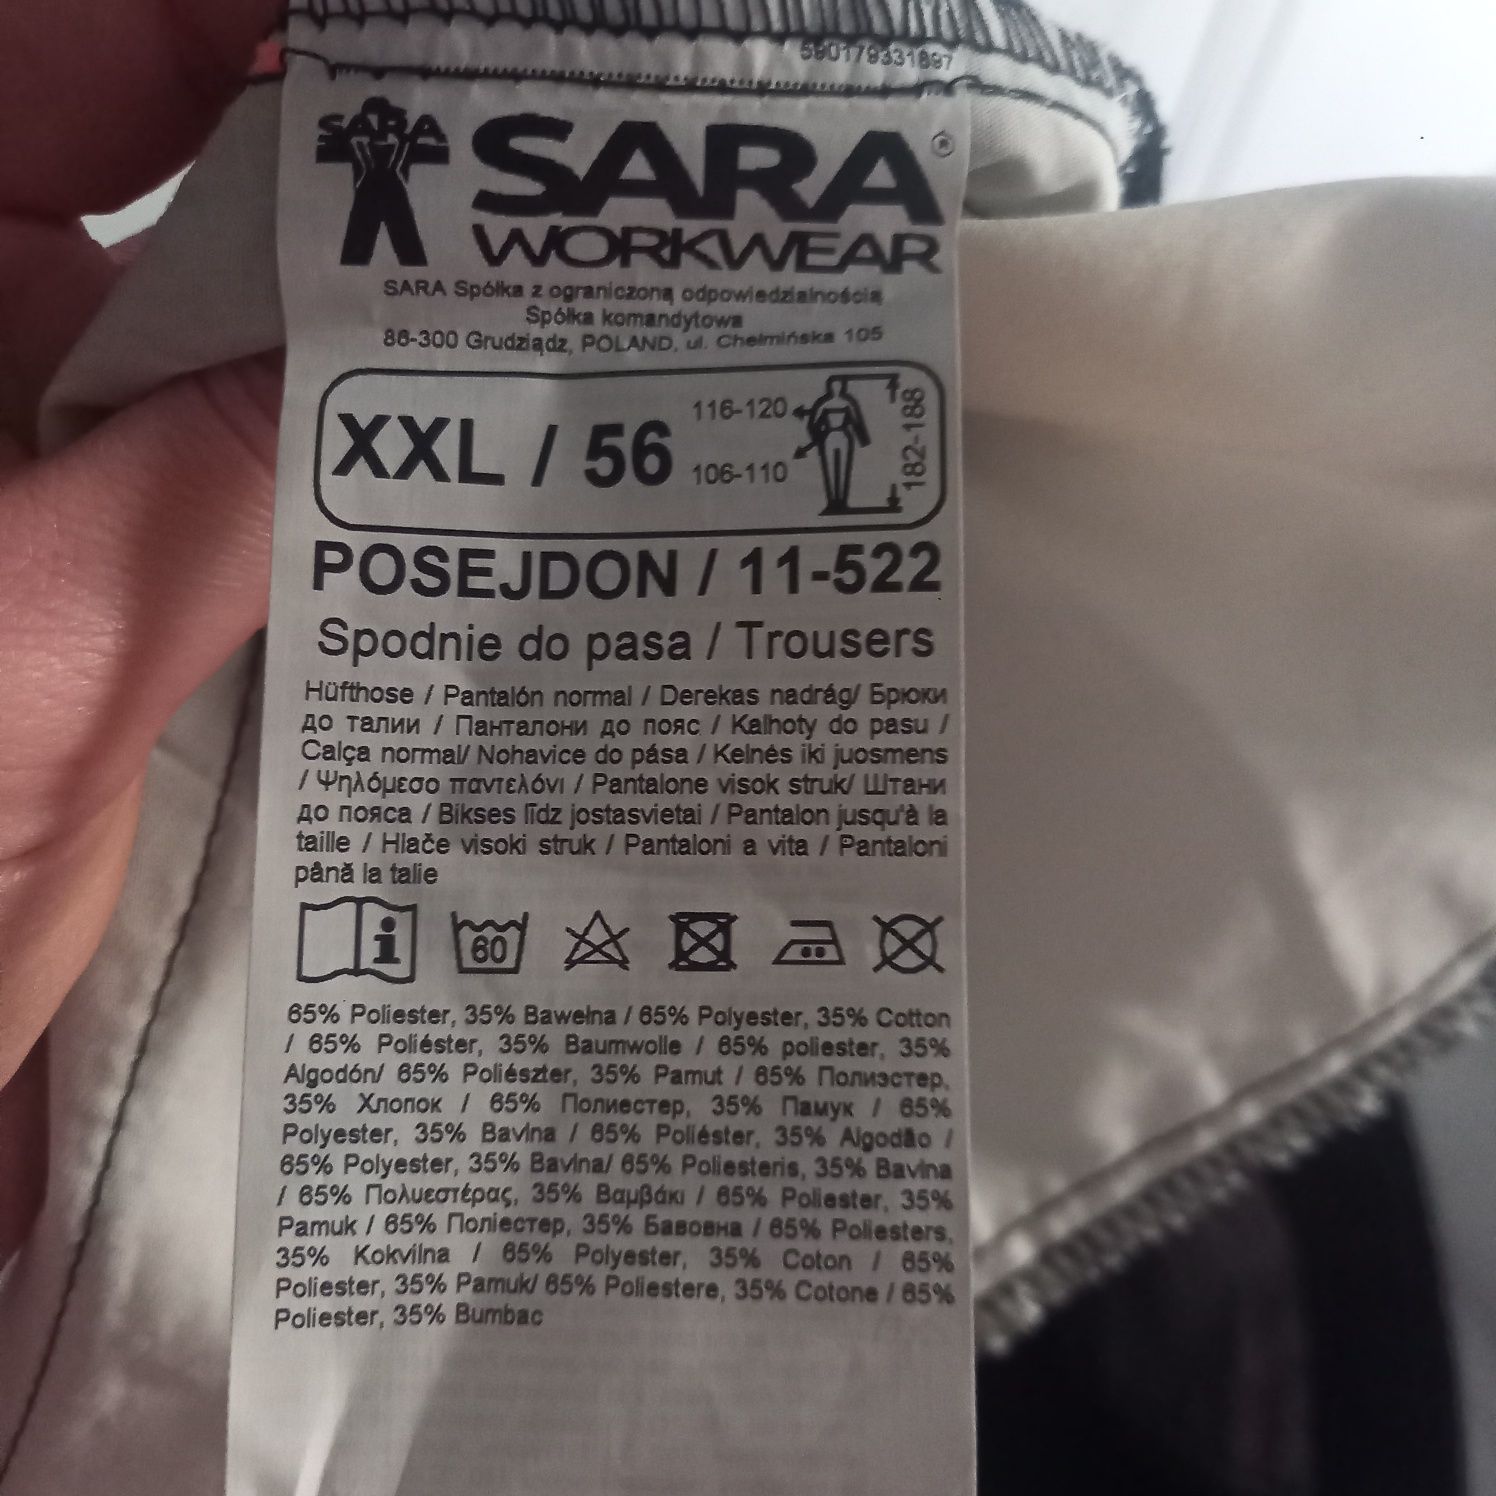 590179331897
SARA
SARA®
WORKWEAR
SARA Spółka z ograniczoną odpowiedzialnością
Spółka komandytowa
86-300 Grudziądz, POLAND, ul. Chełmińska 105
XXL / 56
116-120
106-110
182-188
POSEJDON / 11-522
Spodnie do pasa / Trousers
Hüfthose / Pantalón normal / Derekas nadrág/ Брюки
до талии / Панталони до пояс / Kalhoty do pasu /
Calça normal/ Nohavice do pása / Kelnés iki juosmens
/ Ψηλόμεσο παντελόνι / Pantalone visok struk/ Штани
до пояса / Bikses līdz jostasvietai / Pantalon jusqu'à la
taille / Hlače visoki struk / Pantaloni a vita / Pantaloni
până la talie
i
60
65% Poliester, 35% Bawełna / 65% Polyester, 35% Cotton
/ 65% Poliéster, 35% Baumwolle / 65% poliester, 35%
Algodón/ 65% Poliészter, 35% Pamut / 65% Полиэстер,
35% Хлопок / 65% Полиестер, 35% Памук / 65%
Polyester, 35% Bavlna / 65% Poliéster, 35% Algodão /
65% Polyester, 35% Bavlna/ 65% Poliesteris, 35% Bavlna
/ 65% Πολυεστέρας, 35% Βαμβάκι / 65% Poliester, 35%
Pamuk / 65% Поліестер, 35% Бавовна / 65% Poliesters,
35% Kokvilna / 65% Polyester, 35% Coton / 65%
Poliester, 35% Pamuk/ 65% Poliestere, 35% Cotone / 65%
Poliester, 35% Bumbac